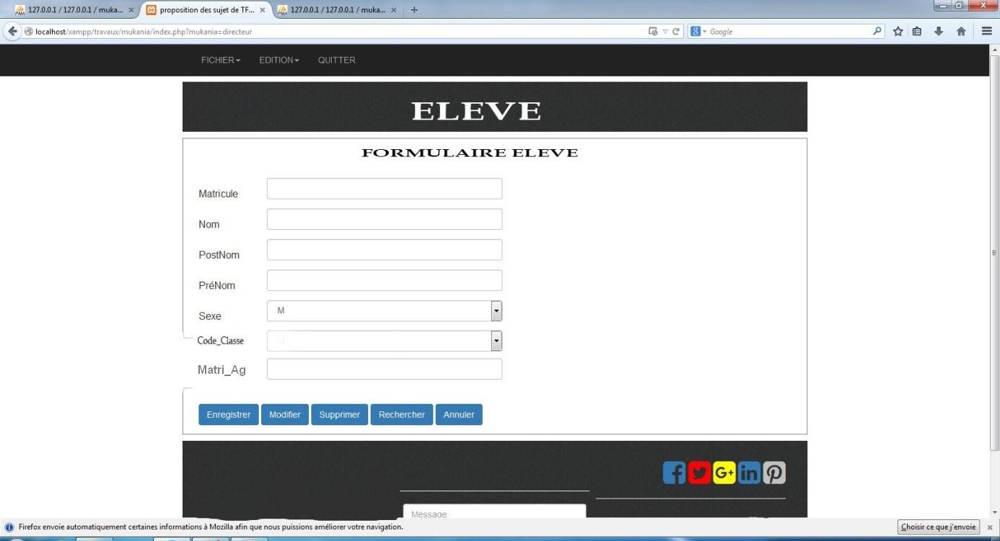 127.0.0.1 / 127.0.0.1 / muka... × proposition des sujet de TF... × 127.0.0.1 / 127.0.0.1 / muka... × +
localhost/xampp/travaux/mukania/index.php?mukania=directeur Google
FICHIER EDITION QUITTER
ELEVE
FORMULAIRE ELEVE
Matricule
Nom
PostNom
PréNom
Sexe M
Code_Classe
Matri_Ag
Enregistrer Modifier Supprimer Rechercher Annuler
Message
Firefox envoie automatiquement certaines informations à Mozilla afin que nous puissions améliorer votre navigation. Choisir ce que j'envoie ×